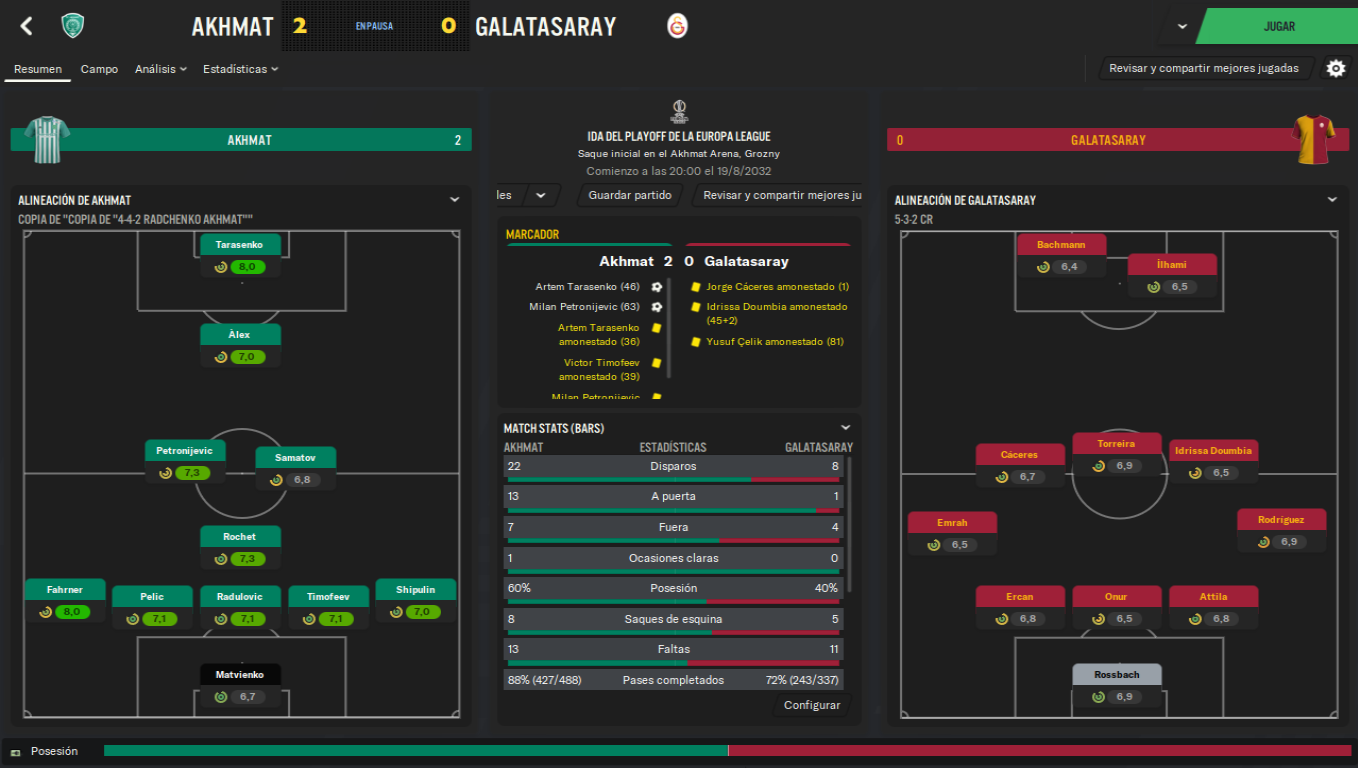 AKHMAT 2 EN PAUSA 0 GALATASARAY
JUGAR
Resumen Campo Análisis Estadísticas
Revisar y compartir mejores jugadas
AKHMAT 2
ALINEACIÓN DE AKHMAT
COPIA DE "COPIA DE "4-4-2 RADCHENKO AKHMAT""
Tarasenko
8,0
Àlex
7,0
Petronijevic
7,3
Samatov
6,8
Rochet
7,3
Fahrner
8,0
Pelic
7,1
Radulovic
7,1
Timofeev
7,1
Shipulin
7,0
Matvienko
6,7
IDA DEL PLAYOFF DE LA EUROPA LEAGUE
Saque inicial en el Akhmat Arena, Grozny
Comienzo a las 20:00 el 19/8/2032
les Guardar partido Revisar y compartir mejores ju
MARCADOR
Akhmat 2 0 Galatasaray
Artem Tarasenko (46)
Milan Petronijevic (63)
Artem Tarasenko
amonestado (36)
Victor Timofeev
amonestado (39)
Milan Petronijevic
Jorge Cáceres amonestado (1)
Idrissa Doumbia amonestado
(45+2)
Yusuf Çelik amonestado (81)
MATCH STATS (BARS)
AKHMAT ESTADÍSTICAS GALATASARAY
22 Disparos 8
13 A puerta 1
7 Fuera 4
1 Ocasiones claras 0
60% Posesión 40%
8 Saques de esquina 5
13 Faltas 11
88% (427/488) Pases completados 72% (243/337)
Configurar
0 GALATASARAY
ALINEACIÓN DE GALATASARAY
5-3-2 CR
Bachmann
6,4
İlhami
6,5
Cáceres
6,7
Torreira
6,9
Idrissa Doumbia
6,5
Emrah
6,5
Rodríguez
6,9
Ercan
6,8
Onur
6,5
Attila
6,8
Rossbach
6,9
Posesión